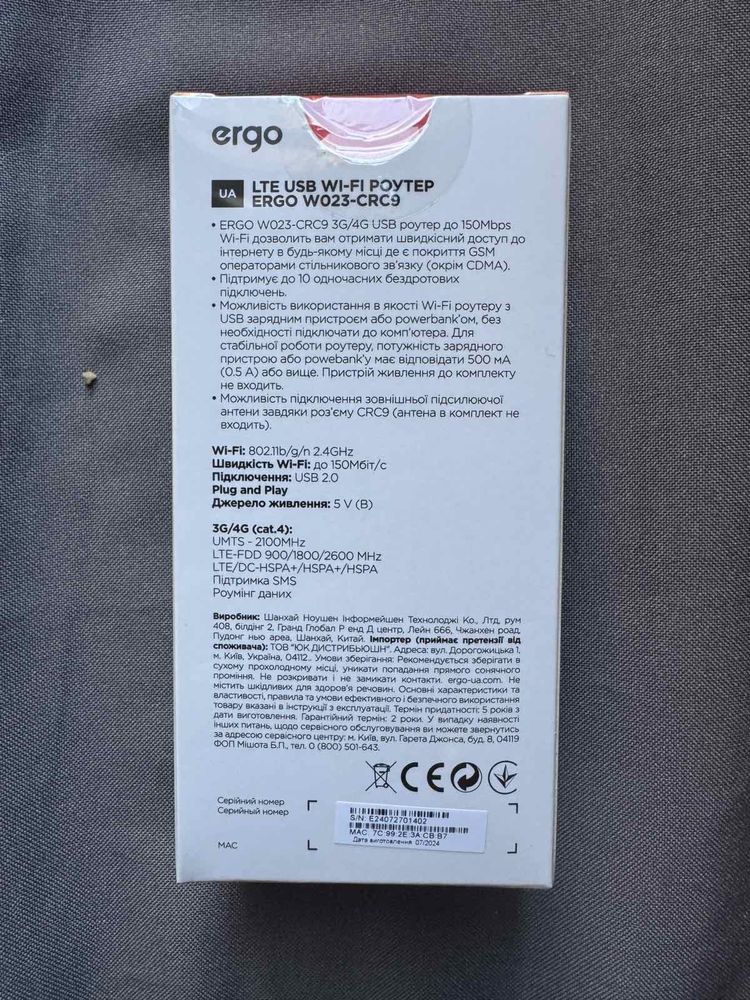 ergo
UA
LTE USB WI-FI РОУТЕР
ERGO W023-CRC9
• ERGO W023-CRC9 3G/4G USB роутер до 150Mbps
Wi-Fi дозволить вам отримати швидкісний доступ до
інтернету в будь-якому місці де є покриття GSM
операторами стільникового зв'язку (окрім CDMA).
• Підтримує до 10 одночасних бездротових
підключень.
• Можливість використання в якості Wi-Fi роутеру з
USB зарядним пристроєм або powerbank'ом, без
необхідності підключати до комп'ютера. Для
стабільної роботи роутеру, потужність зарядного
пристрою або powebank'у має відповідати 500 мА
(0.5 А) або вище. Пристрій живлення до комплекту
не входить.
• Можливість підключення зовнішньої підсилюючої
антени завдяки роз'єму CRC9 (антена в комплект не
входить).
Wi-Fi: 802.11b/g/n 2.4GHz
Швидкість Wi-Fi: до 150Мбіт/с
Підключення: USB 2.0
Plug and Play
Джерело живлення: 5 V (В)
3G/4G (cat.4):
UMTS - 2100MHz
LTE-FDD 900/1800/2600 MHz
LTE/DC-HSPA+/HSPA+/HSPA
Підтримка SMS
Роумінг даних
Виробник: Шанхай Ноушен Інформейшен Технолоджі Ко., Лтд, рум
408, білдінг 2, Гранд Глобал Р енд Д центр, Лейн 666, Чжанхен роад,
Пудонг нью ареа, Шанхай, Китай. Імпортер (приймає претензії від
споживача): ТОВ "ЮК.ДИСТРИБЬЮШН". Адреса: вул. Дорогожицька 1,
м. Київ, Україна, 04112.. Умови зберігання: Рекомендується зберігати в
сухому прохолодному місці, уникати попадання прямого сонячного
проміння. Не розкривати і не замикати контакти. ergo-ua.com. Не
містить шкідливих для здоров'я речовин. Основні характеристики та
властивості, правила та умови ефективного і безпечного використання
товару вказані в інструкції з експлуатації. Термін придатності: 5 років з
дати виготовлення. Гарантійний термін: 2 роки. У випадку наявності
інших питань, щодо сервісного обслуговування ви можете звернутись
за адресою сервісного центру: м. Київ, вул. Гарета Джонса, буд. 8, 04119
ФОП Мішота Б.П., тел. 0 (800) 501-643.
CE
Серійний номер
Серийный номер
S/N: E24072701402
MAC: 7C:99:2E:3A:CB:B7
Дата виготовлення 07/2024
MAC